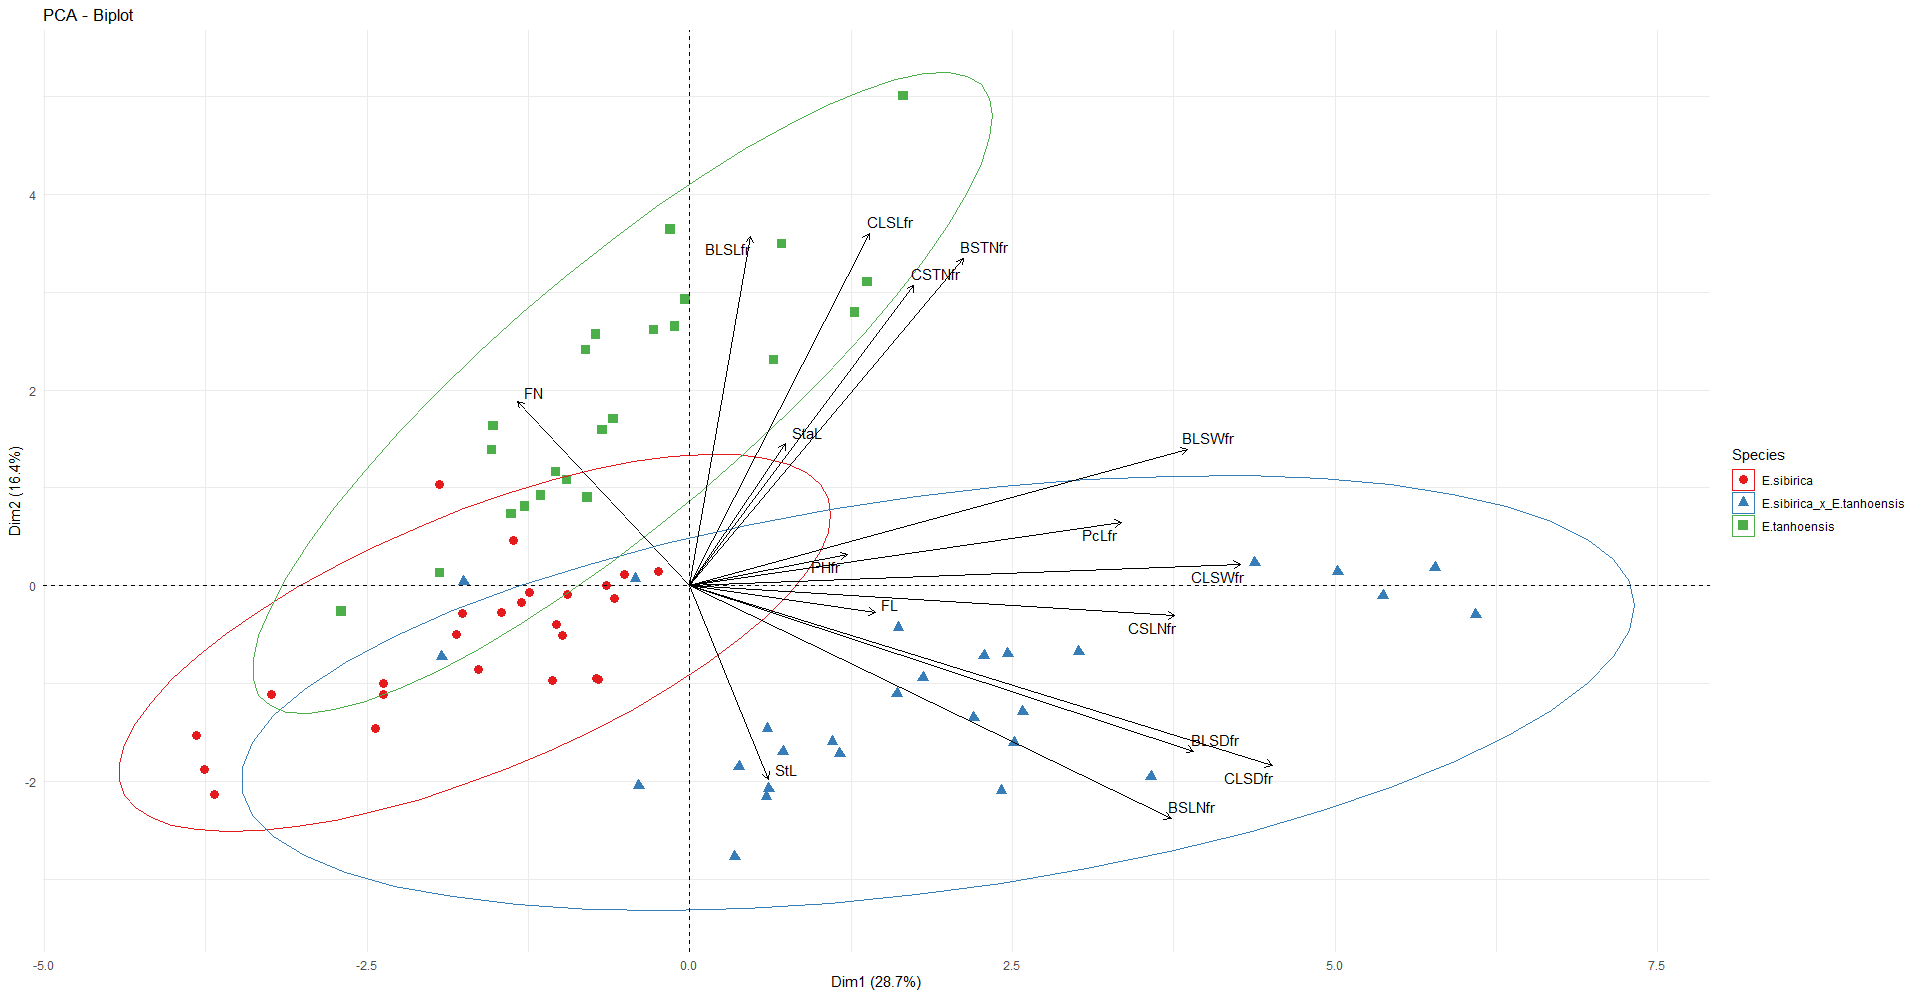 PCA - Biplot
CLSLfr
BLSLfr
BSTNfr
CSTNfr
FN
StaL
BLSWfr
PcLfr
PHfr
CLSWfr
FL
CSLNfr
BLSDfr
StL
CLSDfr
BSLNfr
4
2
0
-2
Dim2 (16.4%)
-5.0
-2.5
0.0
2.5
5.0
7.5
Dim1 (28.7%)
Species
E.sibirica
E.sibirica_x_E.tanhoensis
E.tanhoensis